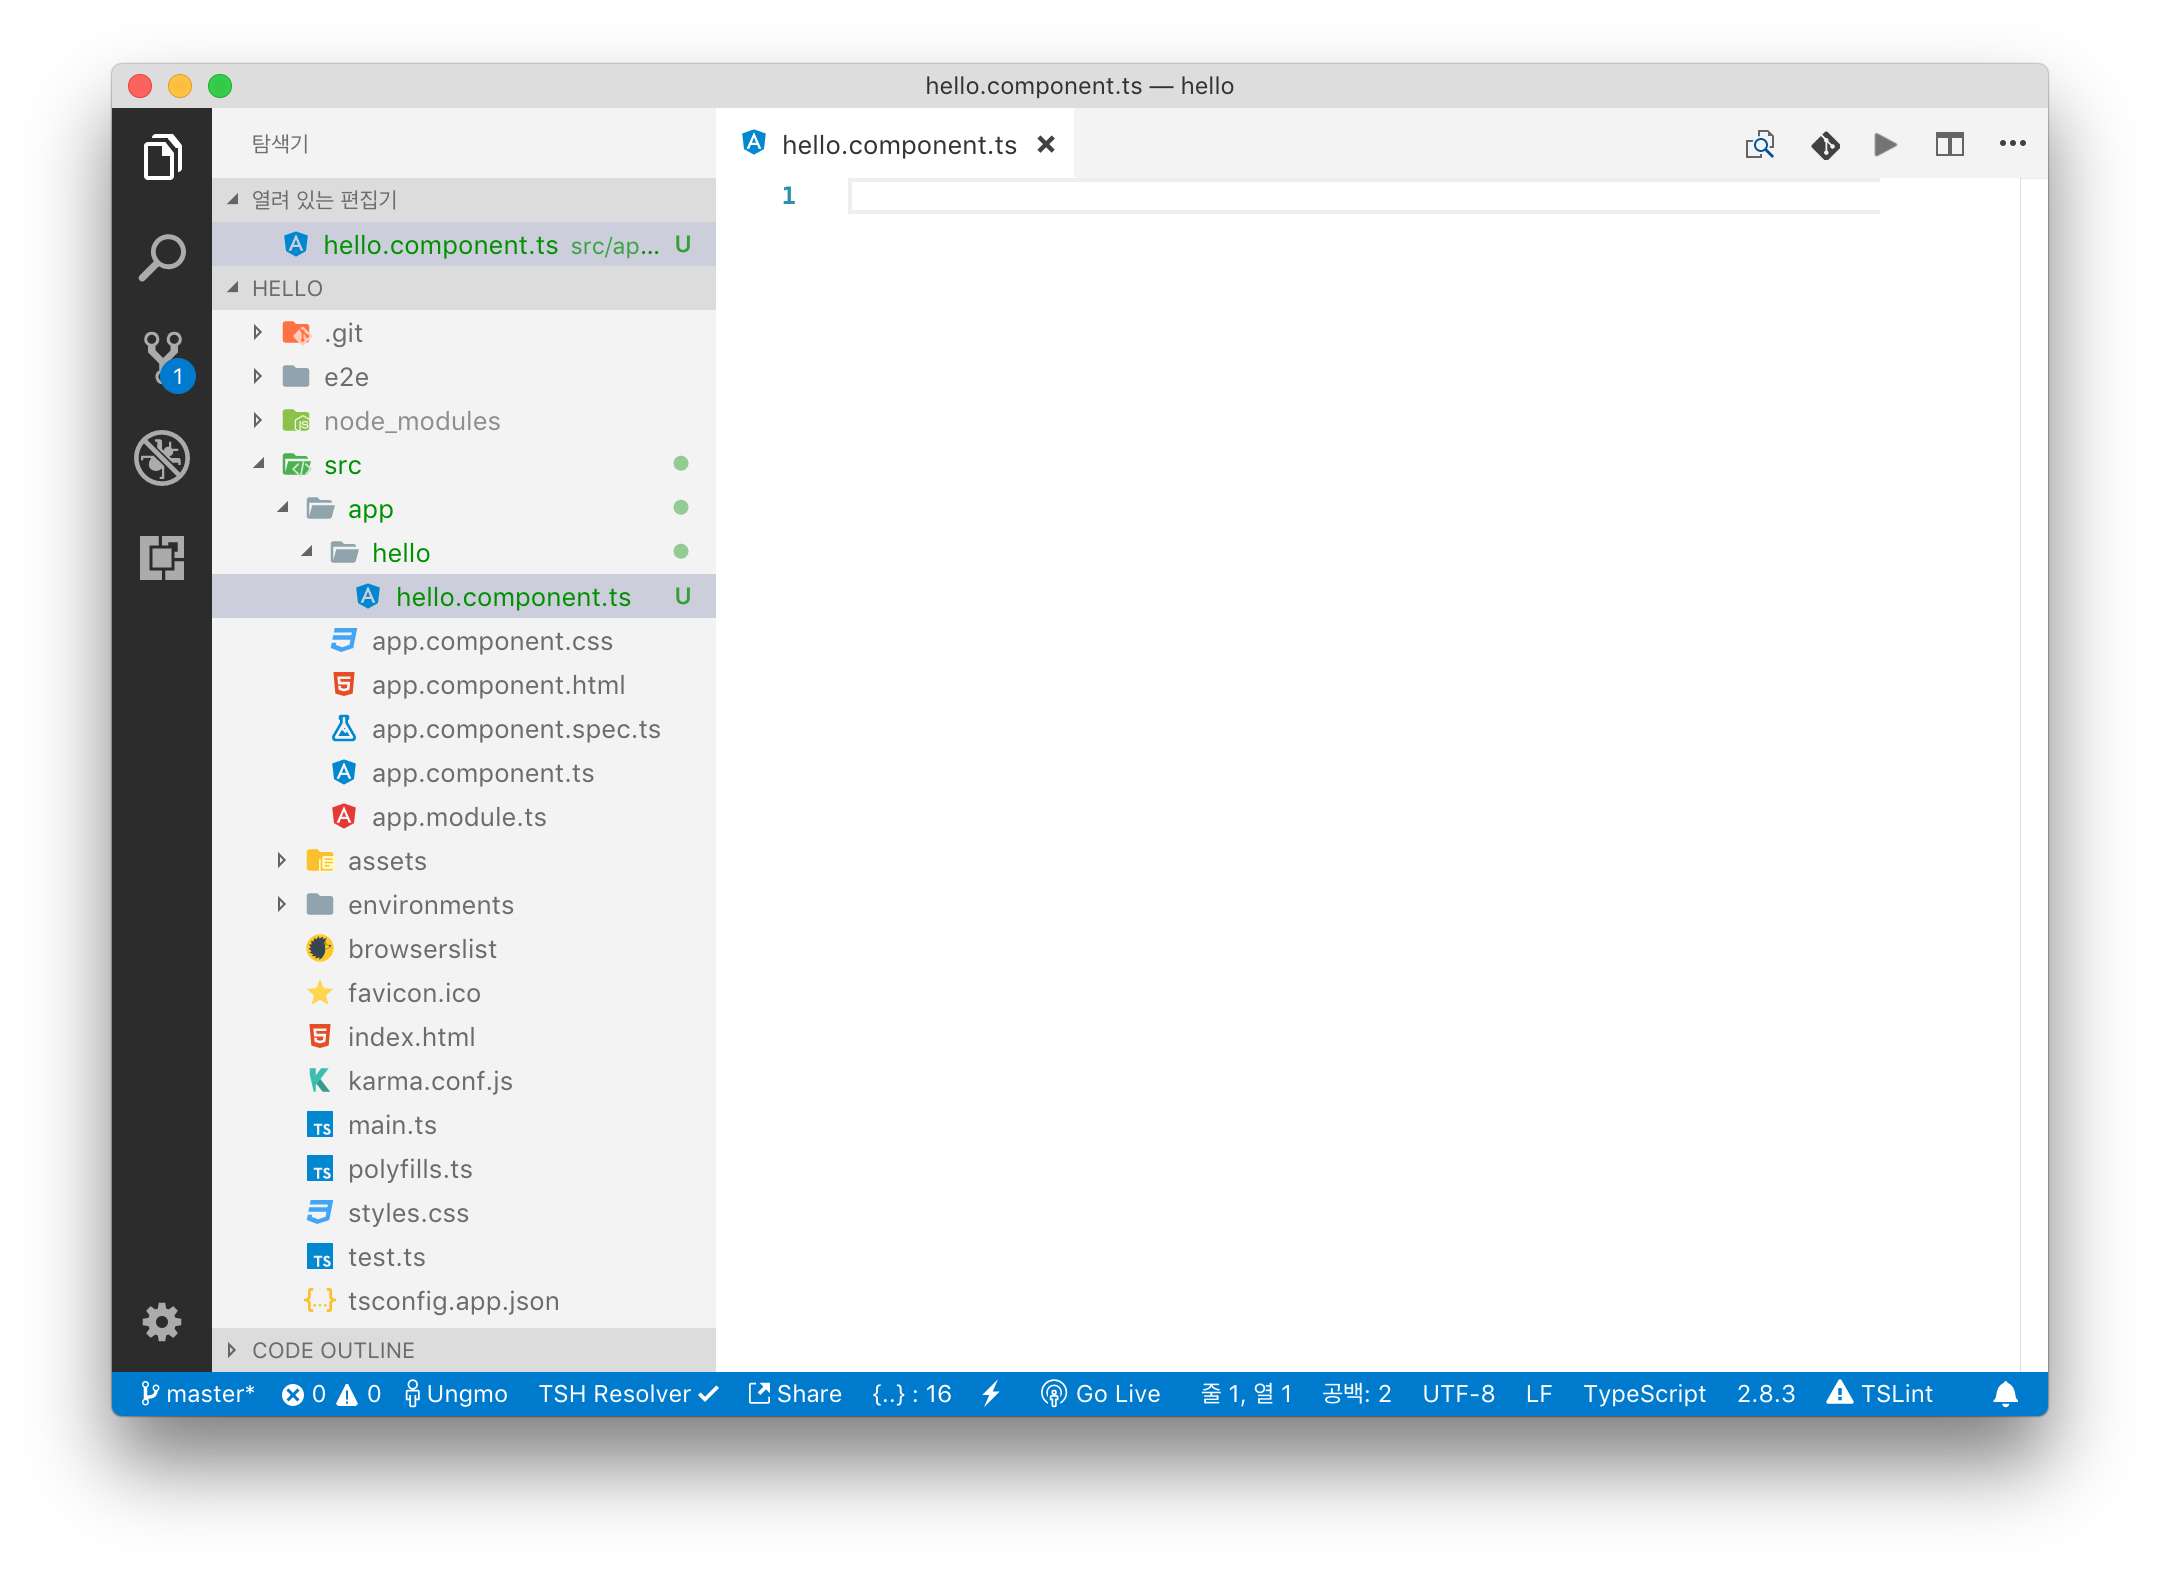 hello.component.ts — hello
탐색기
열려 있는 편집기
hello.component.ts src/ap... U
HELLO
.git
e2e
node_modules
src
app
hello
hello.component.ts U
app.component.css
app.component.html
app.component.spec.ts
app.component.ts
app.module.ts
assets
environments
browserslist
favicon.ico
index.html
karma.conf.js
main.ts
polyfills.ts
styles.css
test.ts
tsconfig.app.json
CODE OUTLINE
1
hello.component.ts
1
master* 0 0 Ungmo TSH Resolver Share {..} : 16 Go Live 줄 1, 열 1 공백: 2 UTF-8 LF TypeScript 2.8.3 TSLint